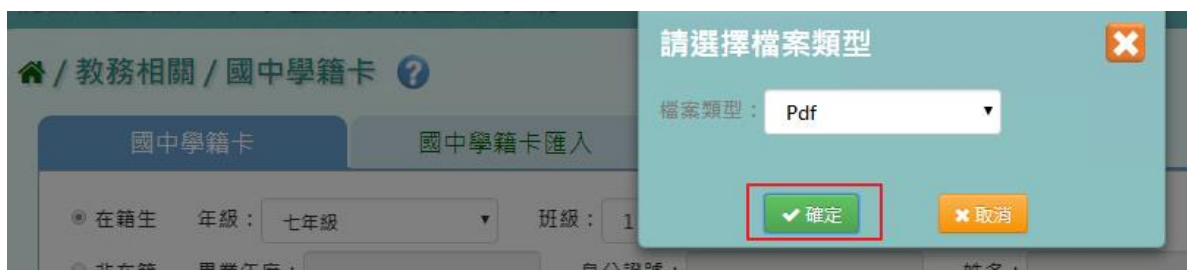 / 教務相關 / 國中學籍卡 ?
國中學籍卡
國中學籍卡匯入
在籍生 年級： 七年級 班級： 1
非在籍 畢業年度： 身分證號： 姓名：
請選擇檔案類型
檔案類型： Pdf
確定
取消